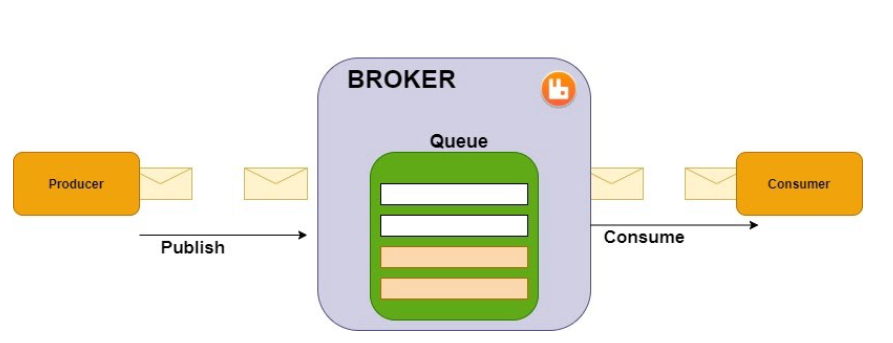 BROKER
Queue
Producer
Consumer
Publish
Consume